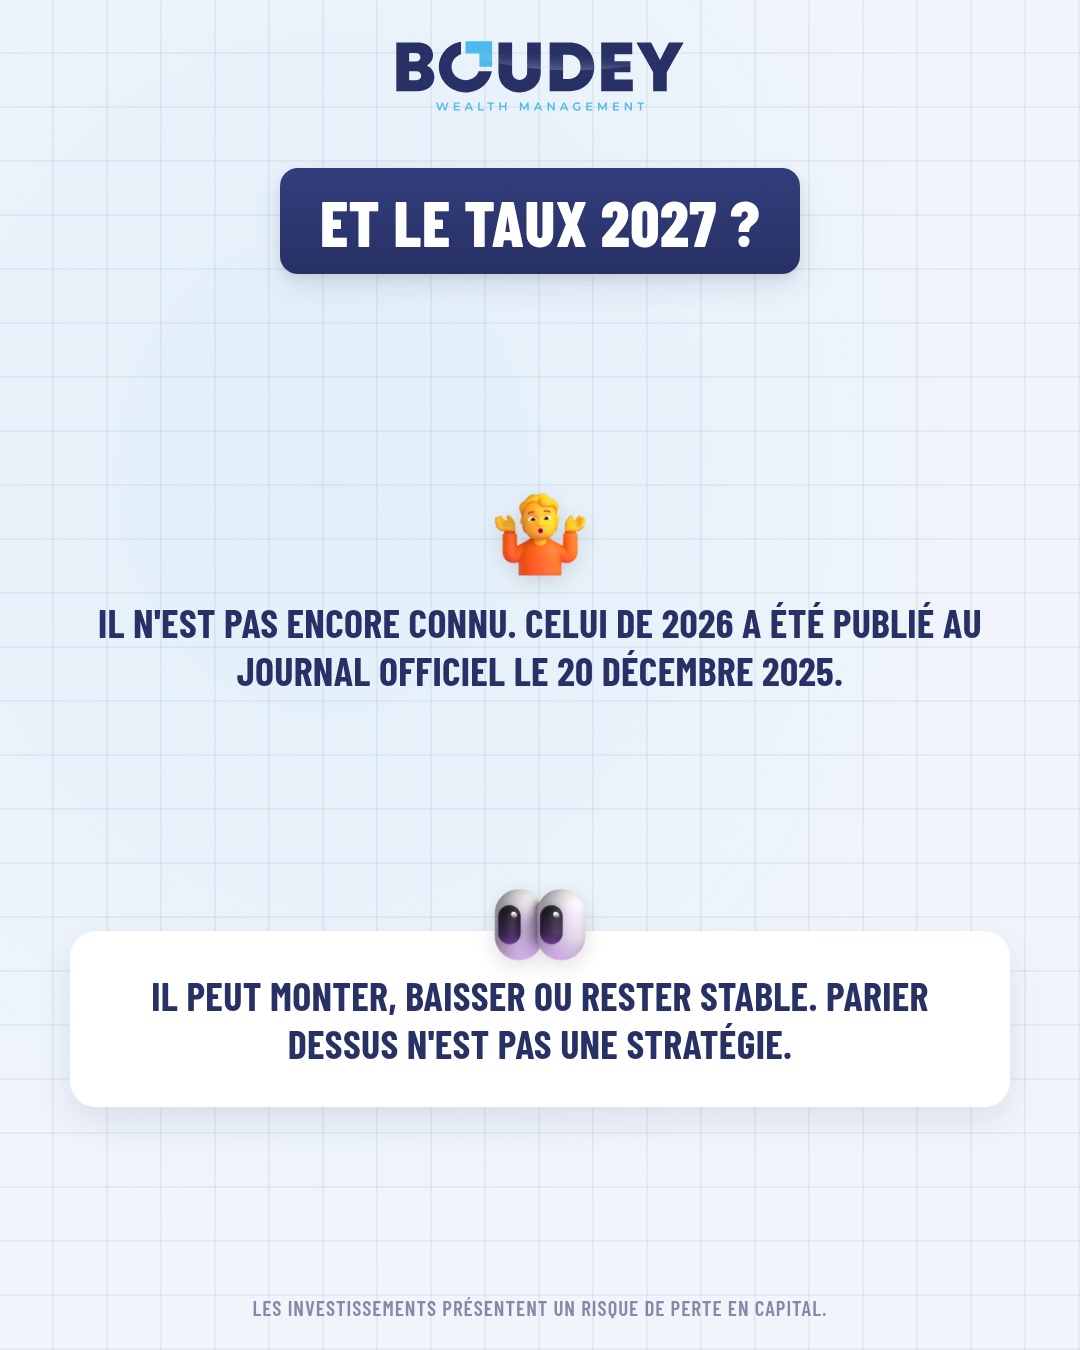 BOUDEY
WEALTH MANAGEMENT
ET LE TAUX 2027 ?
IL N'EST PAS ENCORE CONNU. CELUI DE 2026 A ÉTÉ PUBLIÉ AU
JOURNAL OFFICIEL LE 20 DÉCEMBRE 2025.
IL PEUT MONTER, BAISSER OU RESTER STABLE. PARIER
DESSUS N'EST PAS UNE STRATÉGIE.
LES INVESTISSEMENTS PRÉSENTENT UN RISQUE DE PERTE EN CAPITAL.